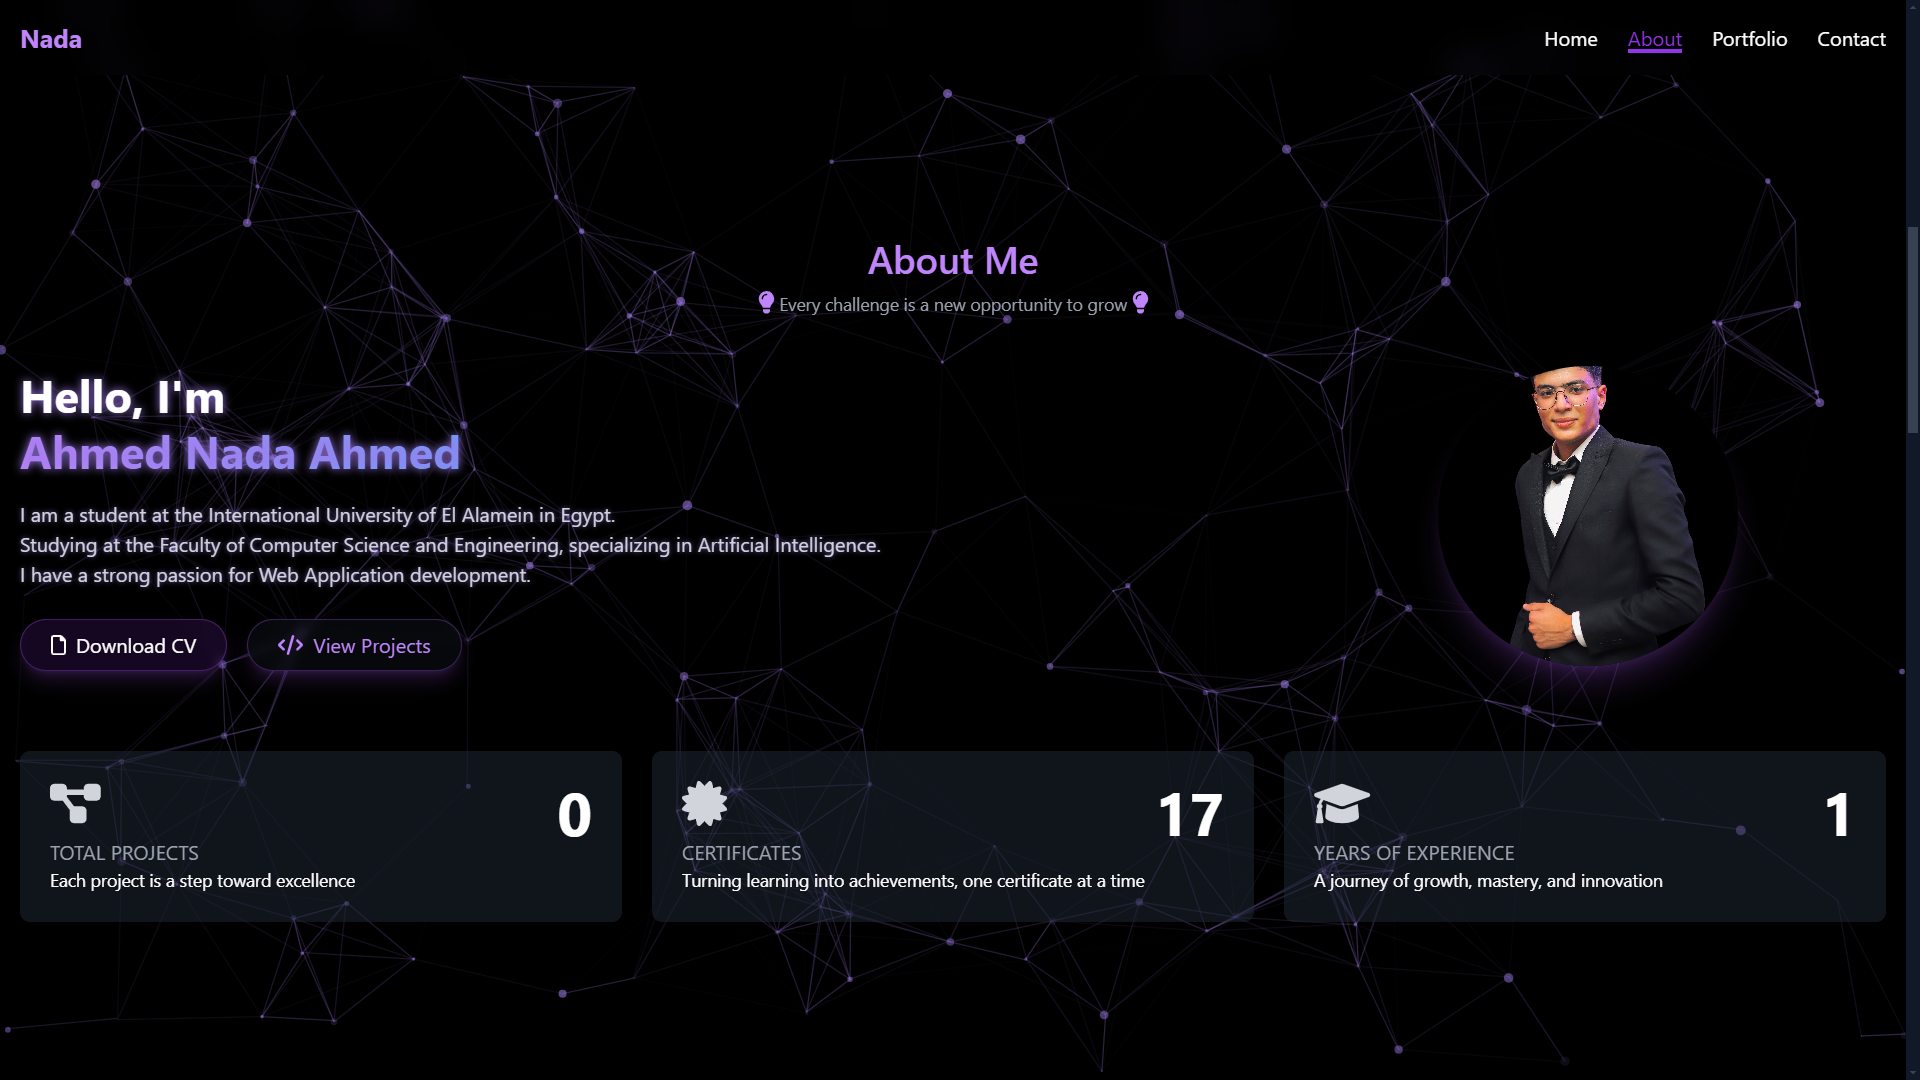 Nada
Home
About
Portfolio
Contact
About Me
Every challenge is a new opportunity to grow
Hello, I'm
Ahmed Nada Ahmed
I am a student at the International University of El Alamein in Egypt.
Studying at the Faculty of Computer Science and Engineering, specializing in Artificial Intelligence.
I have a strong passion for Web Application development.
Download CV
</> View Projects
0
TOTAL PROJECTS
Each project is a step toward excellence
17
CERTIFICATES
Turning learning into achievements, one certificate at a time
1
YEARS OF EXPERIENCE
A journey of growth, mastery, and innovation